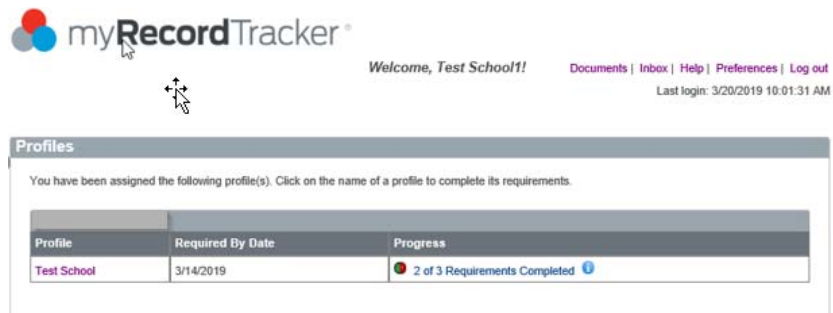 myRecordTracker®
Welcome, Test School1!
Documents | Inbox | Help | Preferences | Log out
Last login: 3/20/2019 10:01:31 AM
Profiles
You have been assigned the following profile(s). Click on the name of a profile to complete its requirements.
Profile Required By Date Progress
Test School 3/14/2019 2 of 3 Requirements Completed